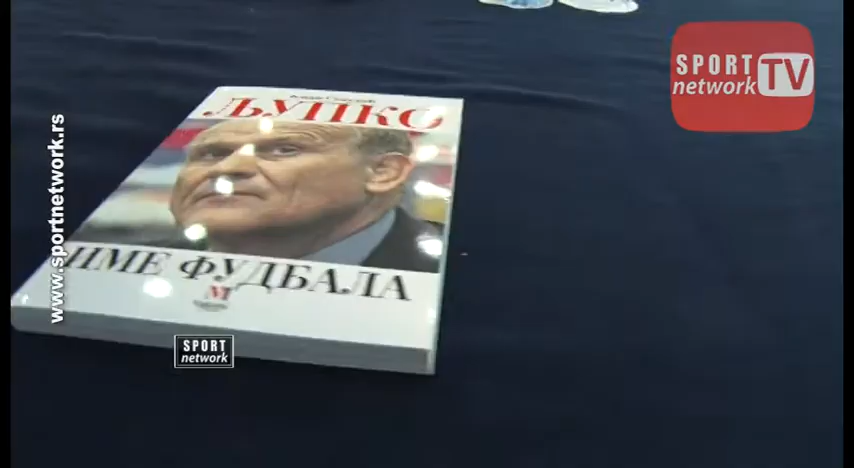 SPORT
network TV
www.sportnetwork.rs
ЉУПКО
ИМЕ ФУДБАЛА
М
SPORT
network